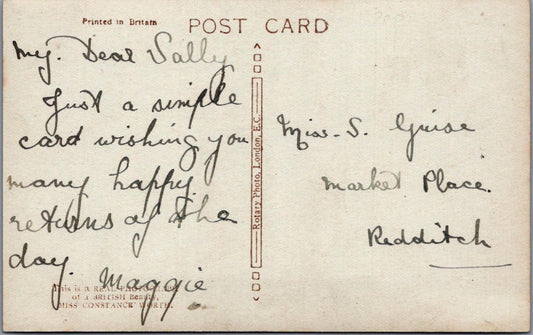 Printed in Britain
POST CARD
My. Dear Sally
Just a simple
card wishing you
many happy
returns of the
day. Maggie
This is a REAL PHOTOGRAPH
of a BRITISH Beauty,
MISS CONSTANCE WORTH.
Rotary Photo, London, E.C.
Miss. S. Guise
Market Place.
Redditch